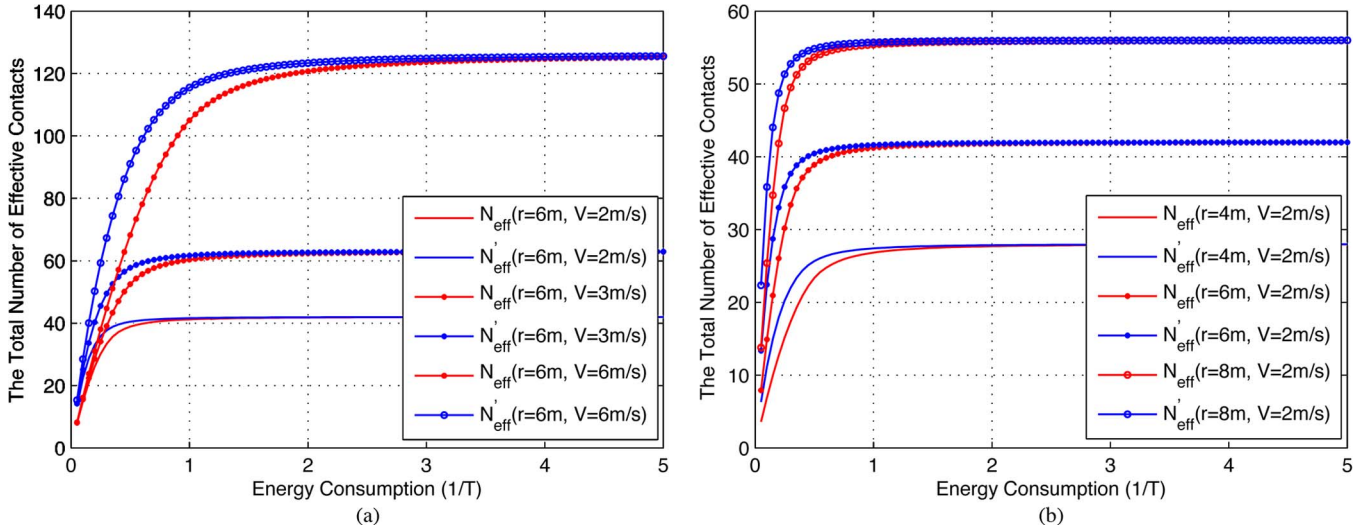 The Total Number of Effective Contacts
140
120
100
80
60
40
20
0
N_eff(r=6m, V=2m/s)
N'_eff(r=6m, V=2m/s)
N_eff(r=6m, V=3m/s)
N'_eff(r=6m, V=3m/s)
N_eff(r=6m, V=6m/s)
N'_eff(r=6m, V=6m/s)
0 1 2 3 4 5
Energy Consumption (1/T)
(a)
The Total Number of Effective Contacts
60
50
40
30
20
10
0
N_eff(r=4m, V=2m/s)
N'_eff(r=4m, V=2m/s)
N_eff(r=6m, V=2m/s)
N'_eff(r=6m, V=2m/s)
N_eff(r=8m, V=2m/s)
N'_eff(r=8m, V=2m/s)
0 1 2 3 4 5
Energy Consumption (1/T)
(b)